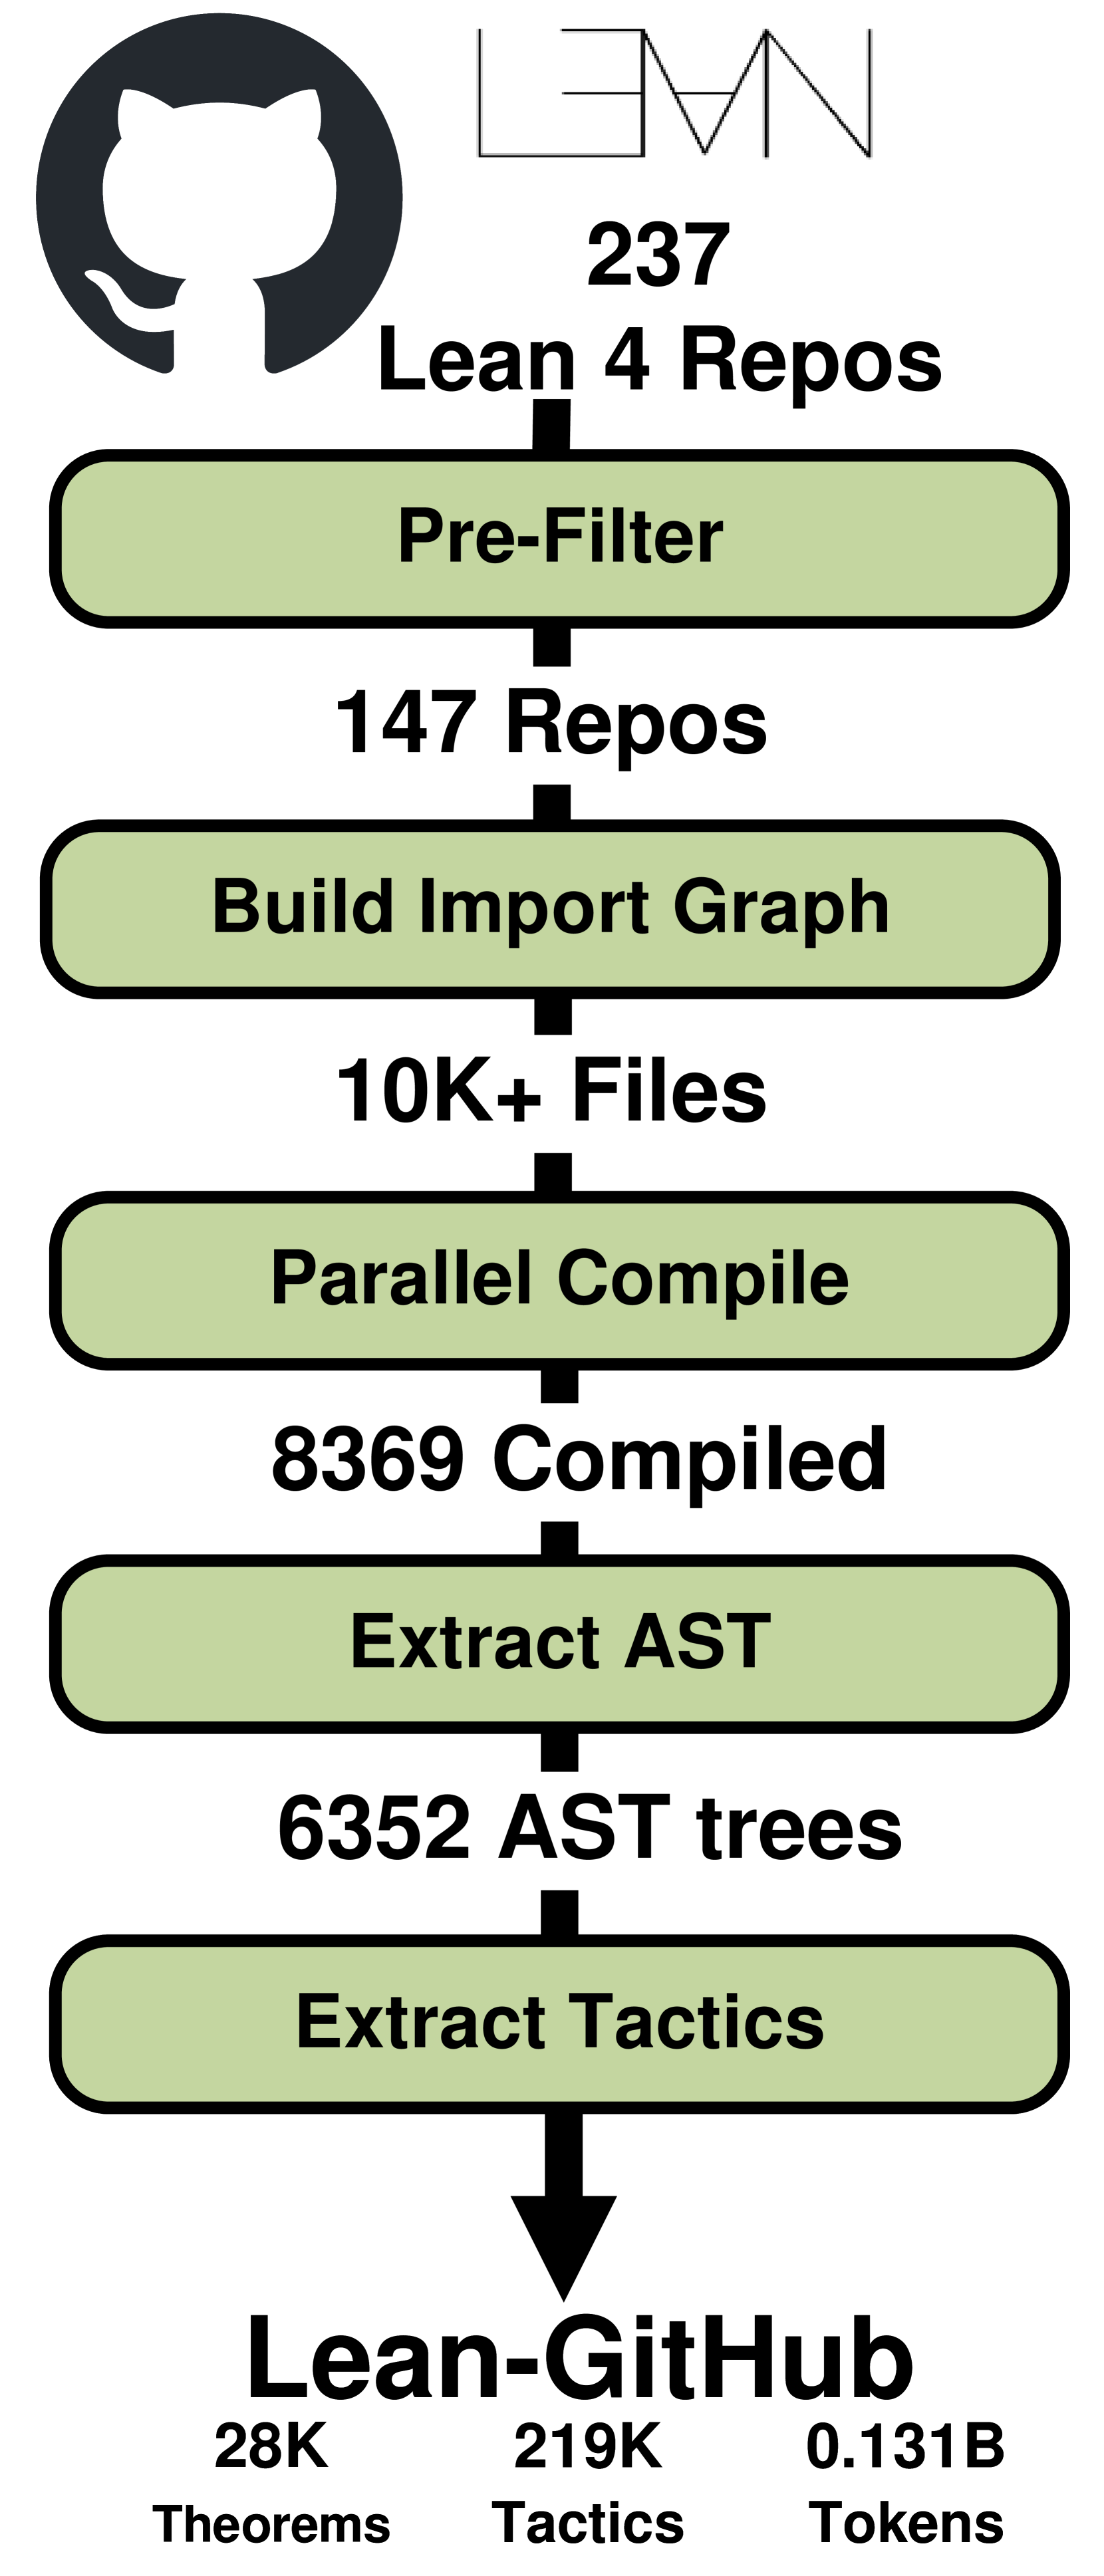 LEAN
237
Lean 4 Repos
Pre-Filter
147 Repos
Build Import Graph
10K+ Files
Parallel Compile
8369 Compiled
Extract AST
6352 AST trees
Extract Tactics
Lean-GitHub
28K 219K 0.131B
Theorems Tactics Tokens